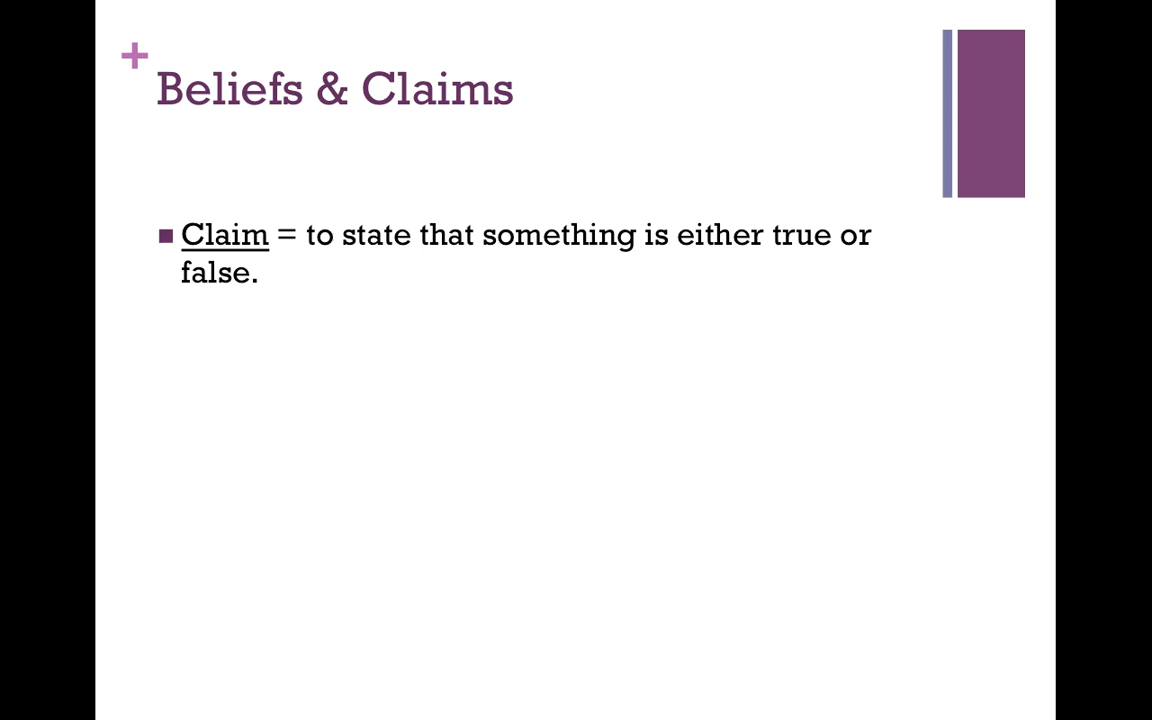 +
Beliefs & Claims
■ Claim = to state that something is either true or
false.